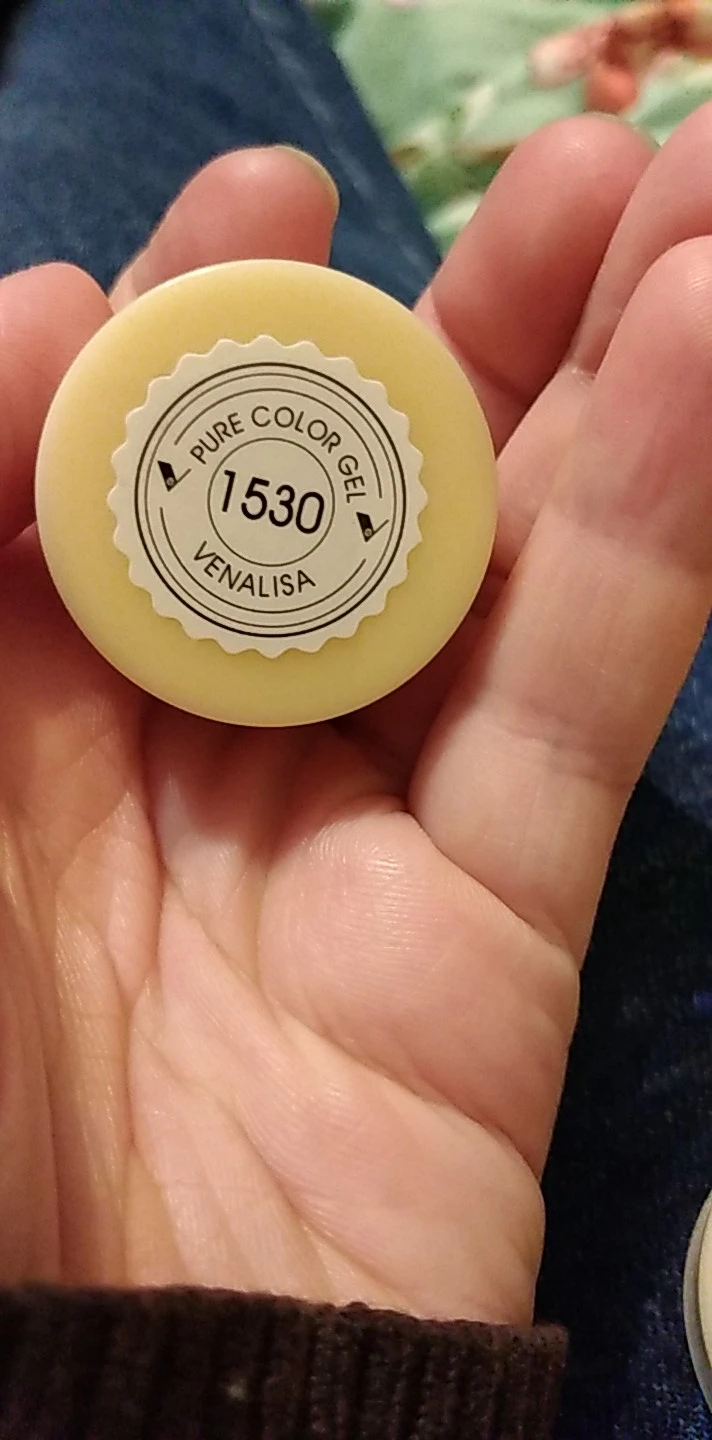 PURE COLOR GEL
1530
VENALISA